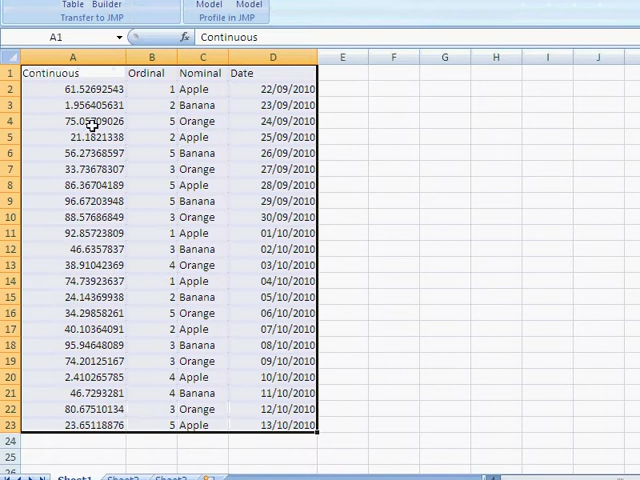 Table Builder Model Model
Transfer to JMP Profile in JMP
A1 fx Continuous
A B C D E F G H I J
1 Continuous Ordinal Nominal Date
2 61.52692543 1 Apple 22/09/2010
3 1.956405631 2 Banana 23/09/2010
4 5 Orange 24/09/2010
5 21.1821338 2 Apple 25/09/2010
6 56.27368597 5 Banana 26/09/2010
7 33.73678307 3 Orange 27/09/2010
8 86.36704189 5 Apple 28/09/2010
9 96.67203948 5 Banana 29/09/2010
10 88.57686849 3 Orange 30/09/2010
11 92.85723809 1 Apple 01/10/2010
12 46.6357837 3 Banana 02/10/2010
13 38.91042369 4 Orange 03/10/2010
14 74.73923637 1 Apple 04/10/2010
15 24.14369938 2 Banana 05/10/2010
16 34.29858261 5 Orange 06/10/2010
17 40.10364091 2 Apple 07/10/2010
18 95.94648089 3 Banana 08/10/2010
19 74.20125167 3 Orange 09/10/2010
20 2.410265785 4 Apple 10/10/2010
21 46.7293281 4 Banana 11/10/2010
22 80.67510134 3 Orange 12/10/2010
23 23.65118876 5 Apple 13/10/2010
24
25
26
Sheet1 Sheet2 Sheet3